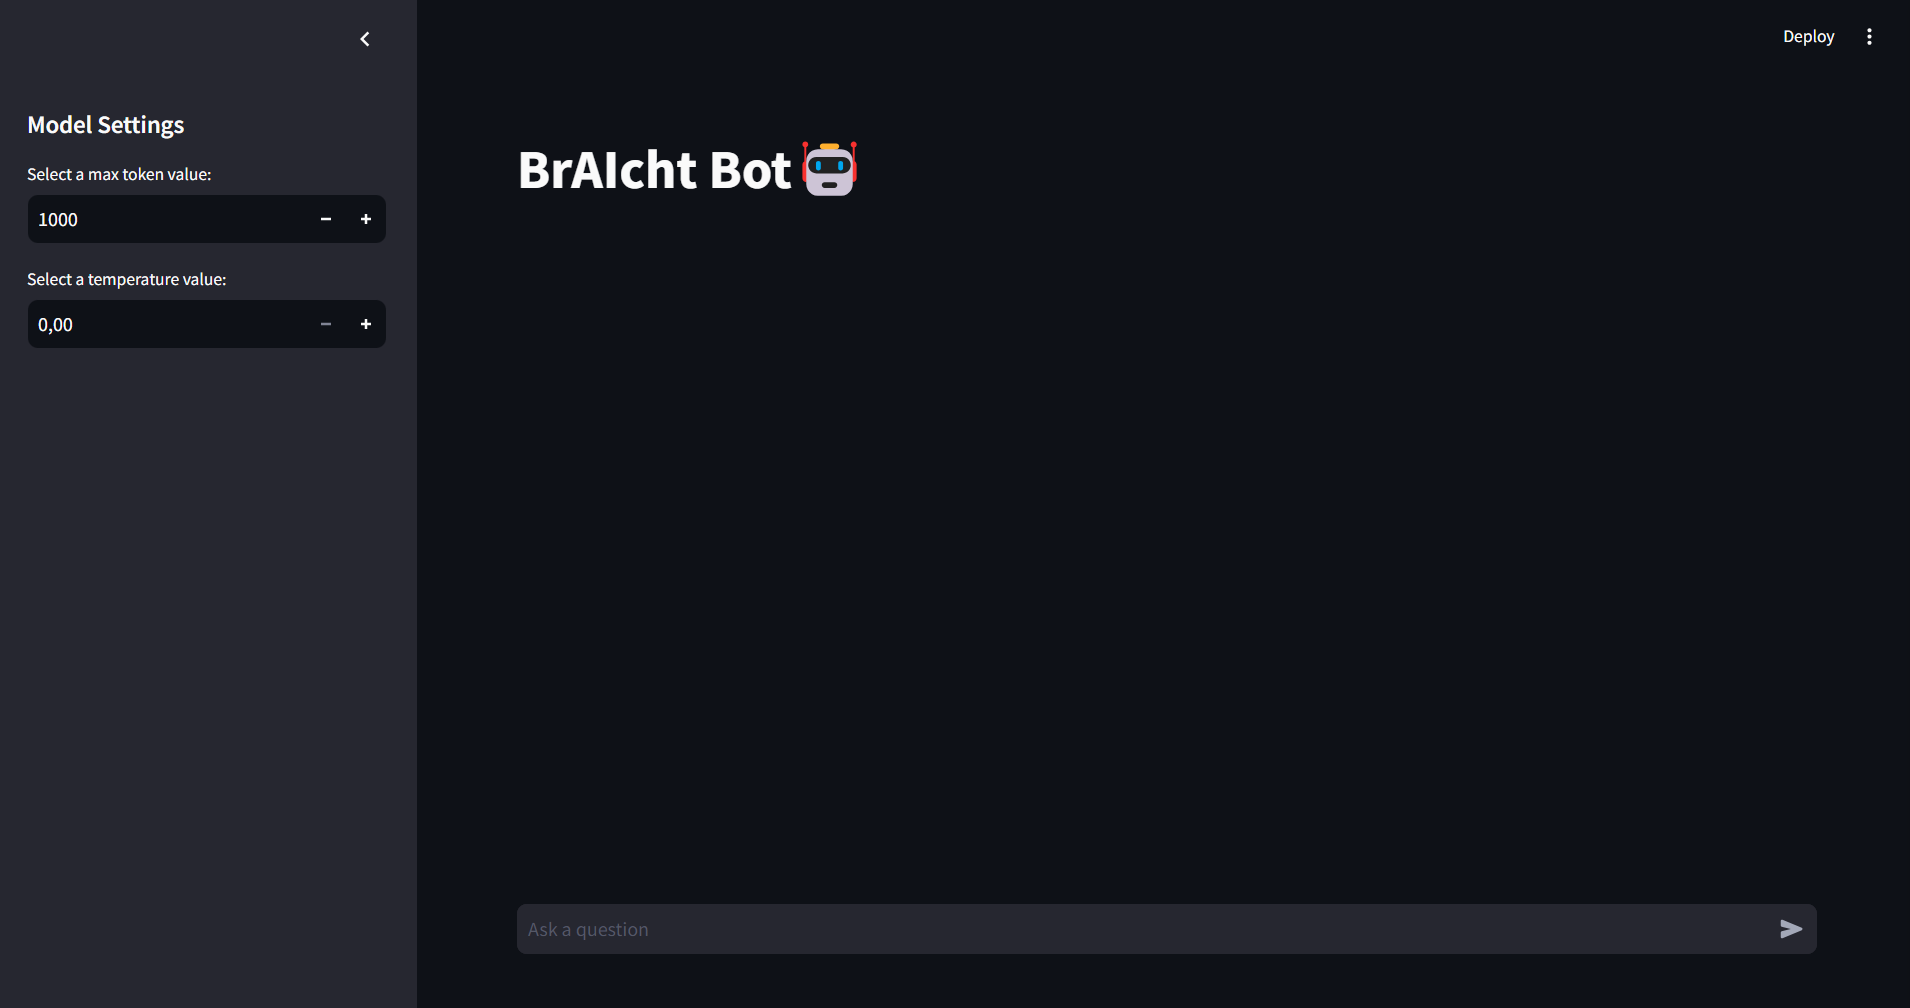 Deploy
Model Settings
Select a max token value:
1000
Select a temperature value:
0,00
BrAIcht Bot
Ask a question